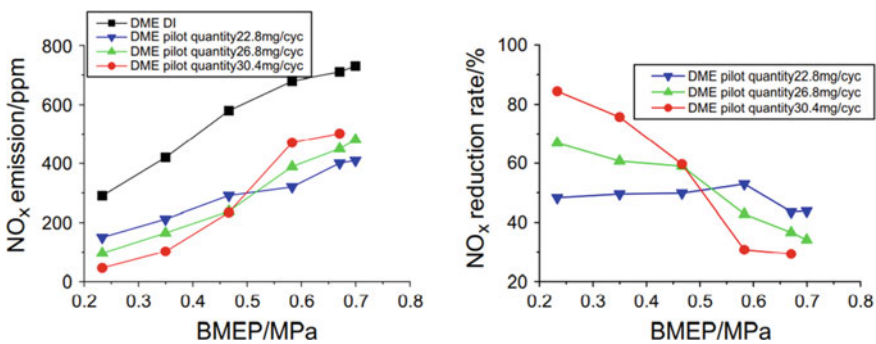 DME DI
DME pilot quantity22.8mg/cyc
DME pilot quantity26.8mg/cyc
DME pilot quantity30.4mg/cyc
NOx emission/ppm
800
600
400
200
0
0.2 0.3 0.4 0.5 0.6 0.7 0.8
BMEP/MPa
DME pilot quantity22.8mg/cyc
DME pilot quantity26.8mg/cyc
DME pilot quantity30.4mg/cyc
NOx reduction rate/%
100
80
60
40
20
0.2 0.3 0.4 0.5 0.6 0.7 0.8
BMEP/MPa